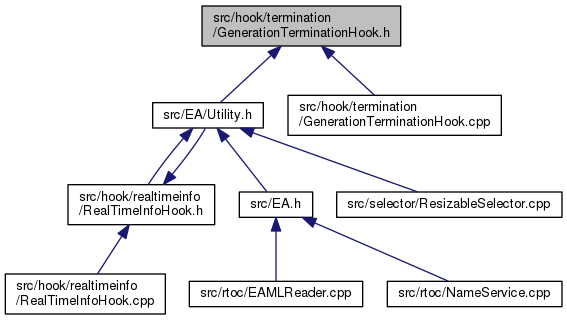 src/hook/termination
/GenerationTerminationHook.h
src/EA/Utility.h
src/hook/termination
/GenerationTerminationHook.cpp
src/hook/realtimeinfo
/RealTimeInfoHook.h
src/EA.h
src/selector/ResizableSelector.cpp
src/hook/realtimeinfo
/RealTimeInfoHook.cpp
src/rtoc/EAMLReader.cpp
src/rtoc/NameService.cpp